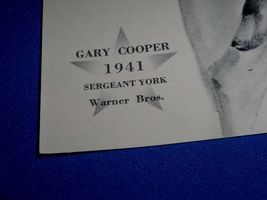 GARY COOPER
1941
SERGEANT YORK
Warner Bros.